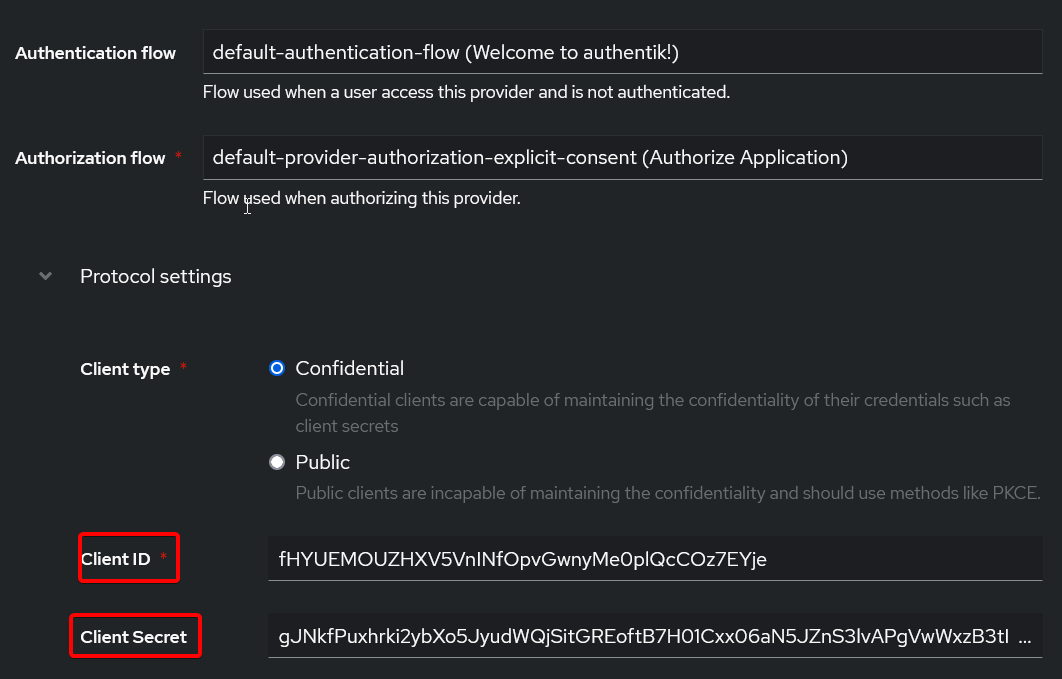 Authentication flow
default-authentication-flow (Welcome to authentik!)
Flow used when a user access this provider and is not authenticated.
Authorization flow *
default-provider-authorization-explicit-consent (Authorize Application)
Flow used when authorizing this provider.
Protocol settings
Client type *
Confidential
Confidential clients are capable of maintaining the confidentiality of their credentials such as
client secrets
Public
Public clients are incapable of maintaining the confidentiality and should use methods like PKCE.
Client ID *
fHYUEMOUZHXV5VnINfOpvGwnyMe0plQcCOz7EYje
Client Secret
gJNkfPuxhrki2ybXo5JyudWQjSitGREoftB7H01Cxx06aN5JZnS3lvAPgVwWxzB3tl ...